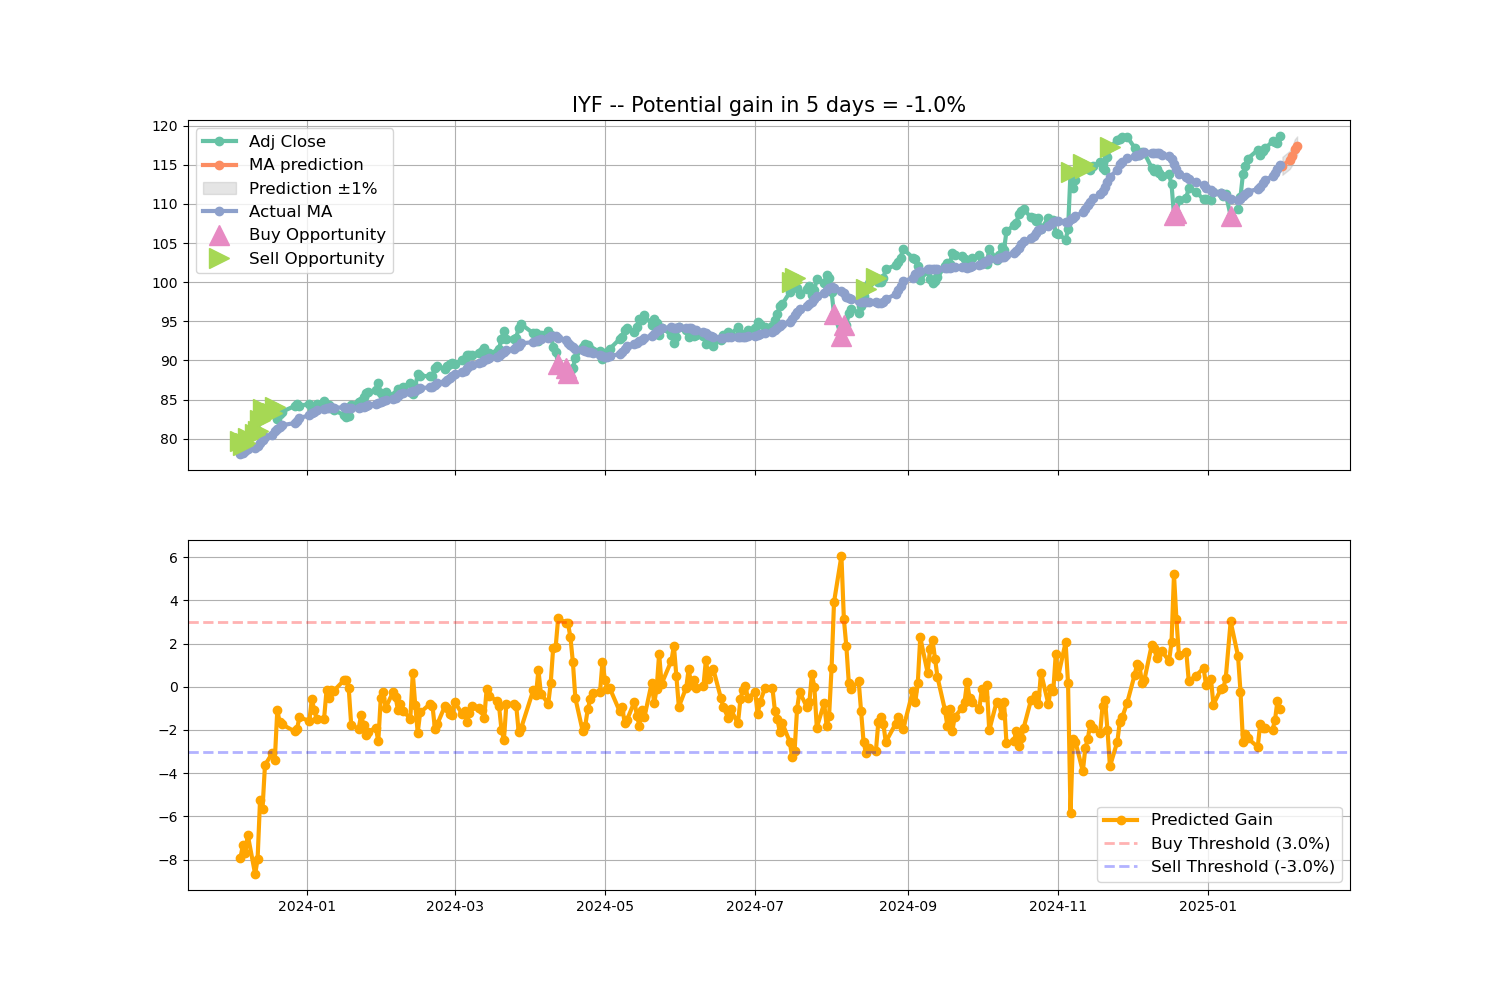 IYF -- Potential gain in 5 days = -1.0%
120
115
110
105
100
95
90
85
80
Adj Close
MA prediction
Prediction ±1%
Actual MA
Buy Opportunity
Sell Opportunity
6
4
2
0
−2
−4
−6
−8
Predicted Gain
Buy Threshold (3.0%)
Sell Threshold (-3.0%)
2024-01 2024-03 2024-05 2024-07 2024-09 2024-11 2025-01